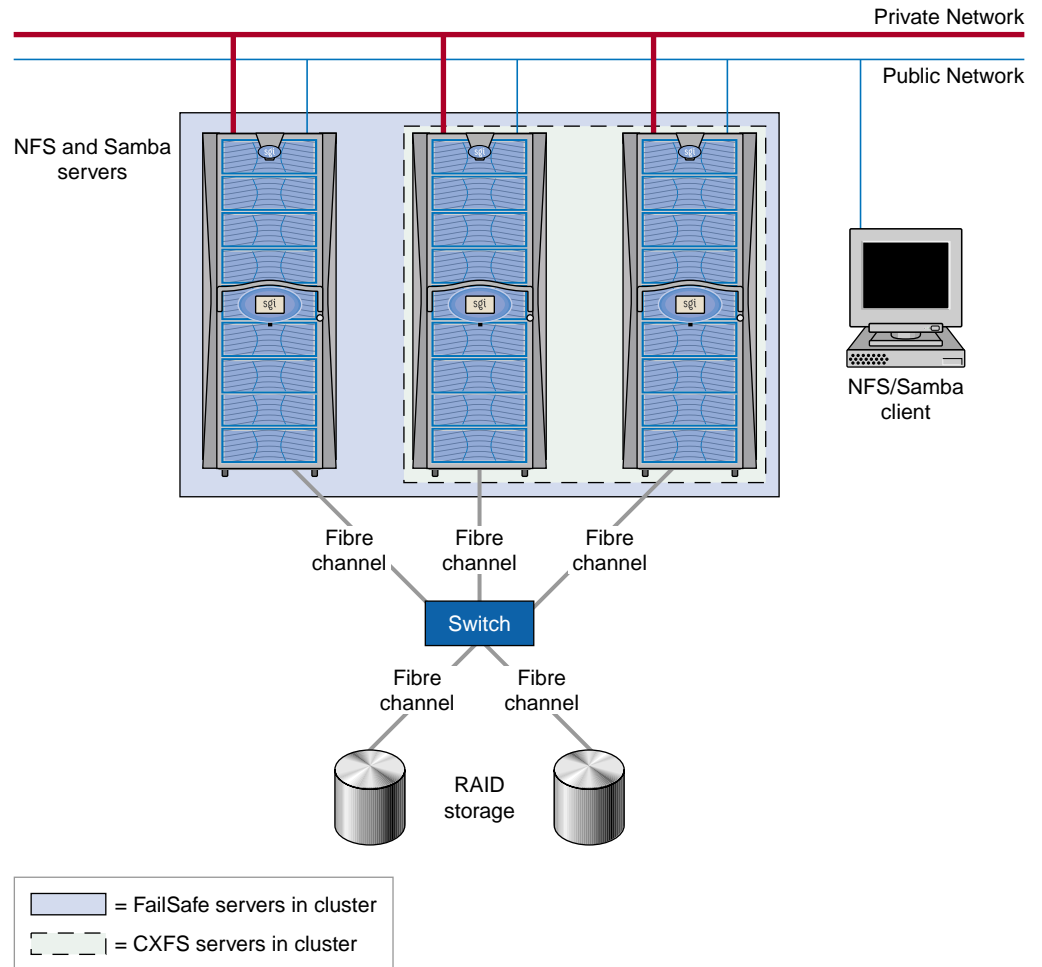 Private Network
Public Network
NFS and Samba
servers
sgi
sgi
sgi
sgi
sgi
sgi
NFS/Samba
client
Fibre
channel
Fibre
channel
Fibre
channel
Switch
Fibre
channel
Fibre
channel
RAID
storage
= FailSafe servers in cluster
= CXFS servers in cluster